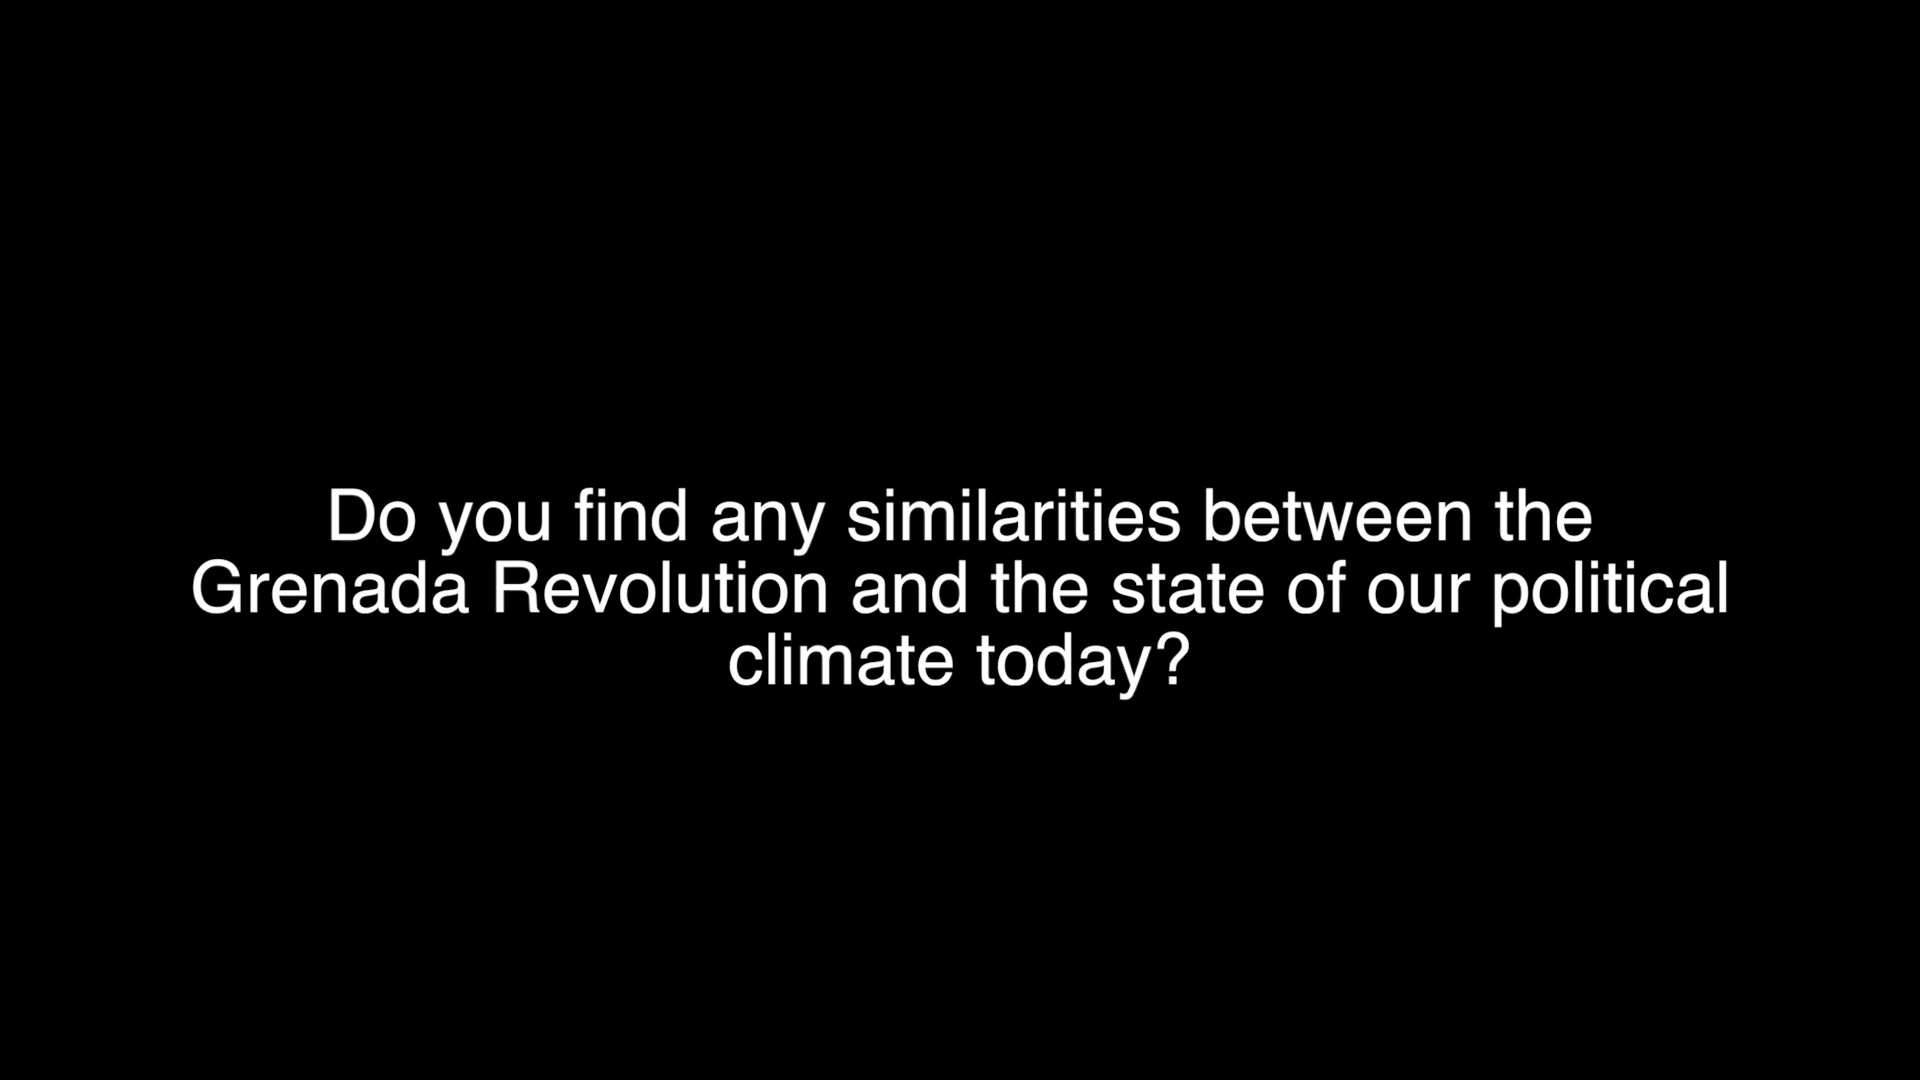 Do you find any similarities between the
Grenada Revolution and the state of our political
climate today?